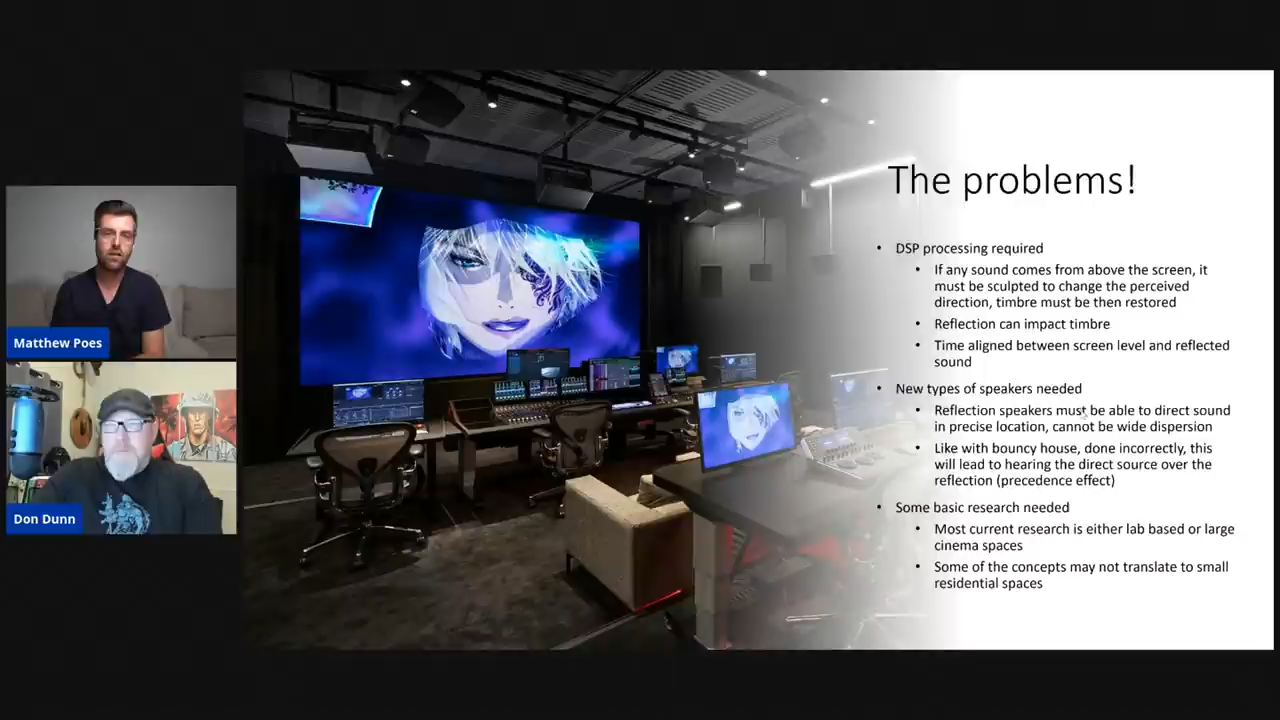 Matthew Poes
Don Dunn
The problems!
• DSP processing required
• If any sound comes from above the screen, it
must be sculpted to change the perceived
direction, timbre must be then restored
• Reflection can impact timbre
• Time aligned between screen level and reflected
sound
• New types of speakers needed
• Reflection speakers must be able to direct sound
in precise location, cannot be wide dispersion
• Like with bouncy house, done incorrectly, this
will lead to hearing the direct source over the
reflection (precedence effect)
• Some basic research needed
• Most current research is either lab based or large
cinema spaces
• Some of the concepts may not translate to small
residential spaces